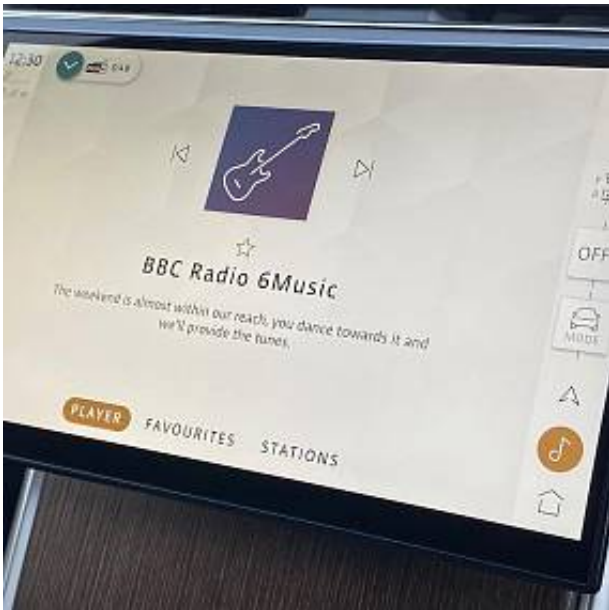 12:30
BBC Radio 6Music
The weekend is almost within our reach, you dance towards it and
we'll provide the tunes.
PLAYER FAVOURITES STATIONS
OFF
MODE